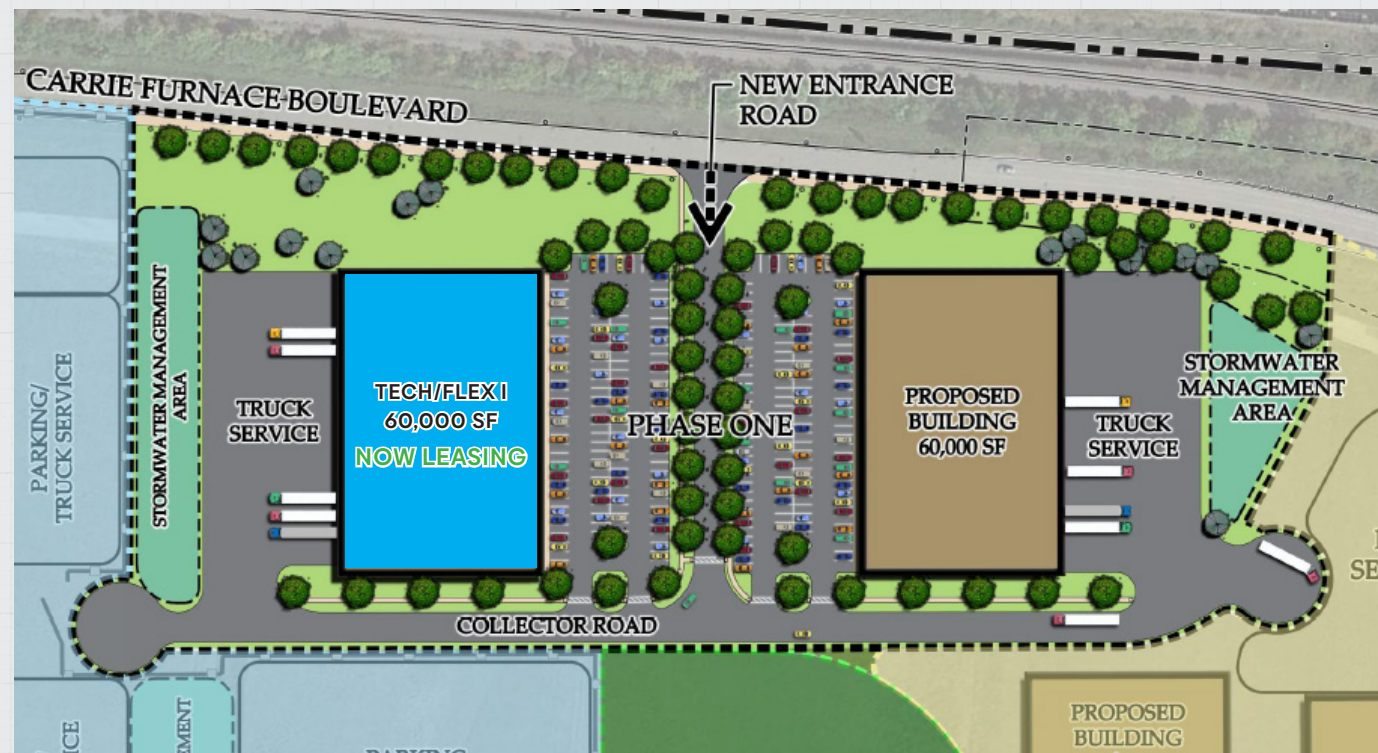 CARRIE FURNACE BOULEVARD
NEW ENTRANCE
ROAD
PARKING/
TRUCK SERVICE
STORMWATER MANAGEMENT
AREA
TRUCK
SERVICE
TECH/FLEX I
60,000 SF
NOW LEASING
PHASE ONE
PROPOSED
BUILDING
60,000 SF
TRUCK
SERVICE
STORMWATER
MANAGEMENT
AREA
COLLECTOR ROAD
PARKING
PROPOSED
BUILDING